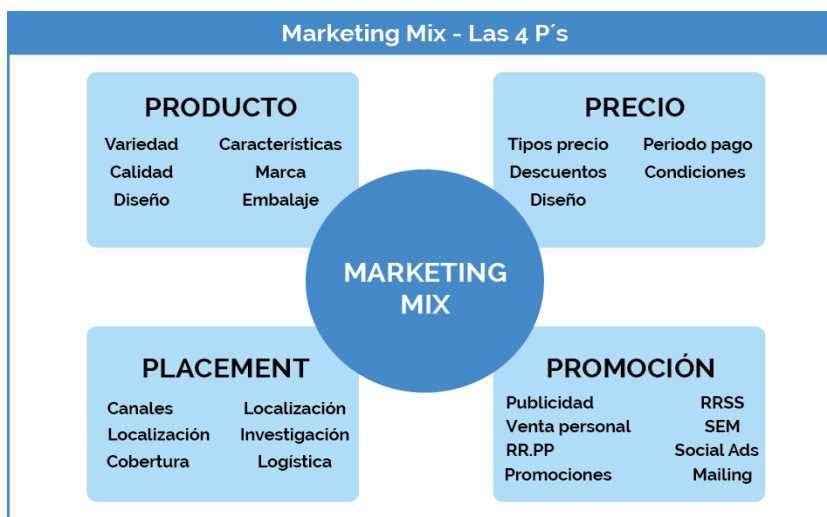 Marketing Mix - Las 4 P´s
PRODUCTO
Variedad Características
Calidad Marca
Diseño Embalaje
PRECIO
Tipos precio Periodo pago
Descuentos Condiciones
Diseño
MARKETING
MIX
PLACEMENT
Canales Localización
Localización Investigación
Cobertura Logística
PROMOCIÓN
Publicidad RRSS
Venta personal SEM
RR.PP Social Ads
Promociones Mailing